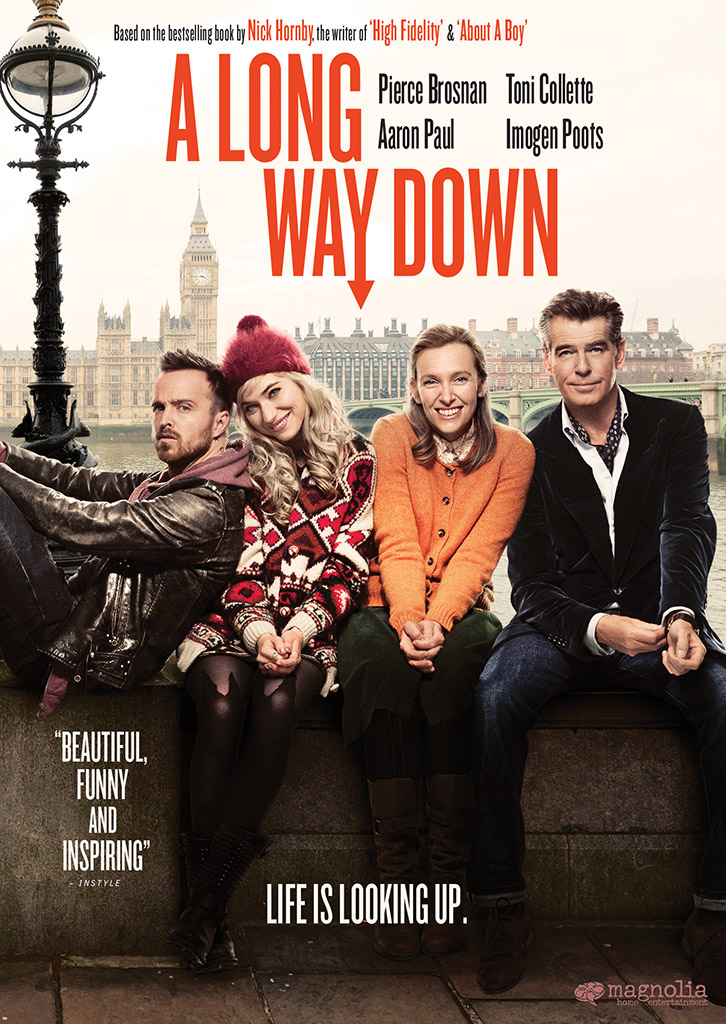 Based on the bestselling book by Nick Hornby, the writer of ‘High Fidelity’ & ‘About A Boy’
A LONG
WAY DOWN
Pierce Brosnan Toni Collette
Aaron Paul Imogen Poots
“BEAUTIFUL,
FUNNY
AND
INSPIRING”
– INSTYLE
LIFE IS LOOKING UP.
magnolia
home entertainment